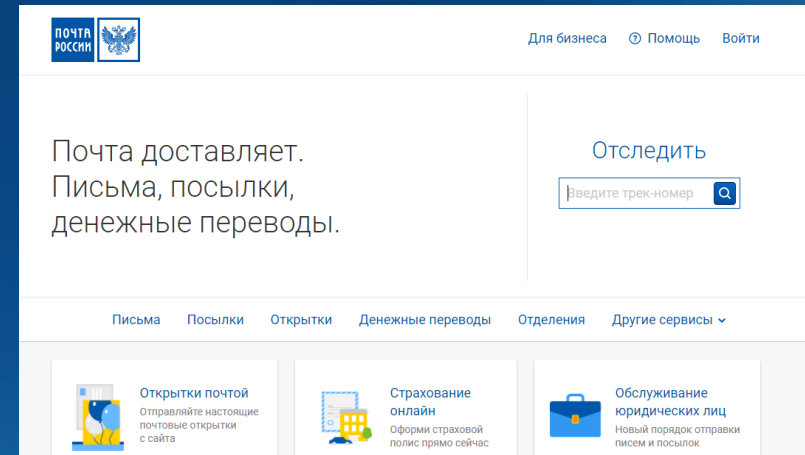 ПОЧТА
РОССИИ
Для бизнеса
Помощь
Войти
Почта доставляет.
Письма, посылки,
денежные переводы.
Отследить
Введите трек-номер
Письма
Посылки
Открытки
Денежные переводы
Отделения
Другие сервисы
Открытки почтой
Отправляйте настоящие
почтовые открытки
с сайта
Страхование
онлайн
Оформи страховой
полис прямо сейчас
Обслуживание
юридических лиц
Новый порядок отправки
писем и посылок